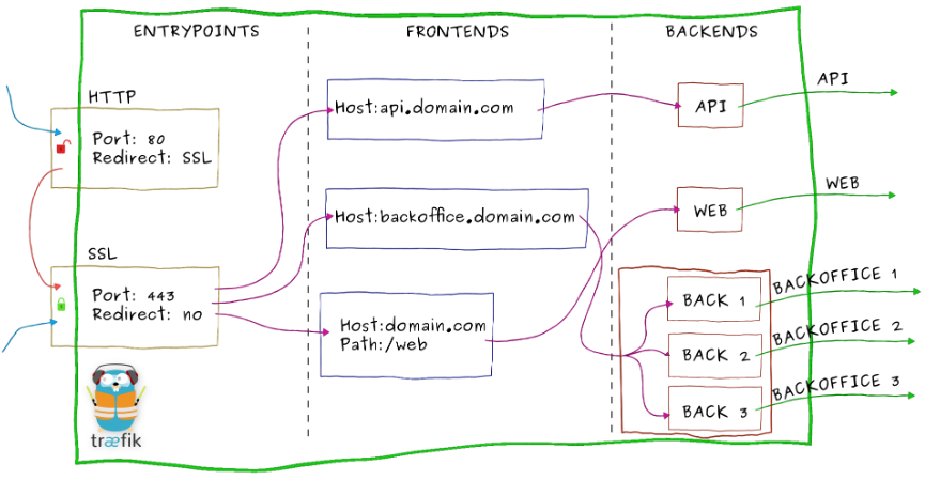 ENTRYPOINTS
FRONTENDS
BACKENDS
HTTP
Port: 80
Redirect: SSL
SSL
Port: 443
Redirect: no
træfik
Host:api.domain.com
Host:backoffice.domain.com
Host:domain.com
Path:/web
API
WEB
BACK 1
BACK 2
BACK 3
API
WEB
BACKOFFICE 1
BACKOFFICE 2
BACKOFFICE 3